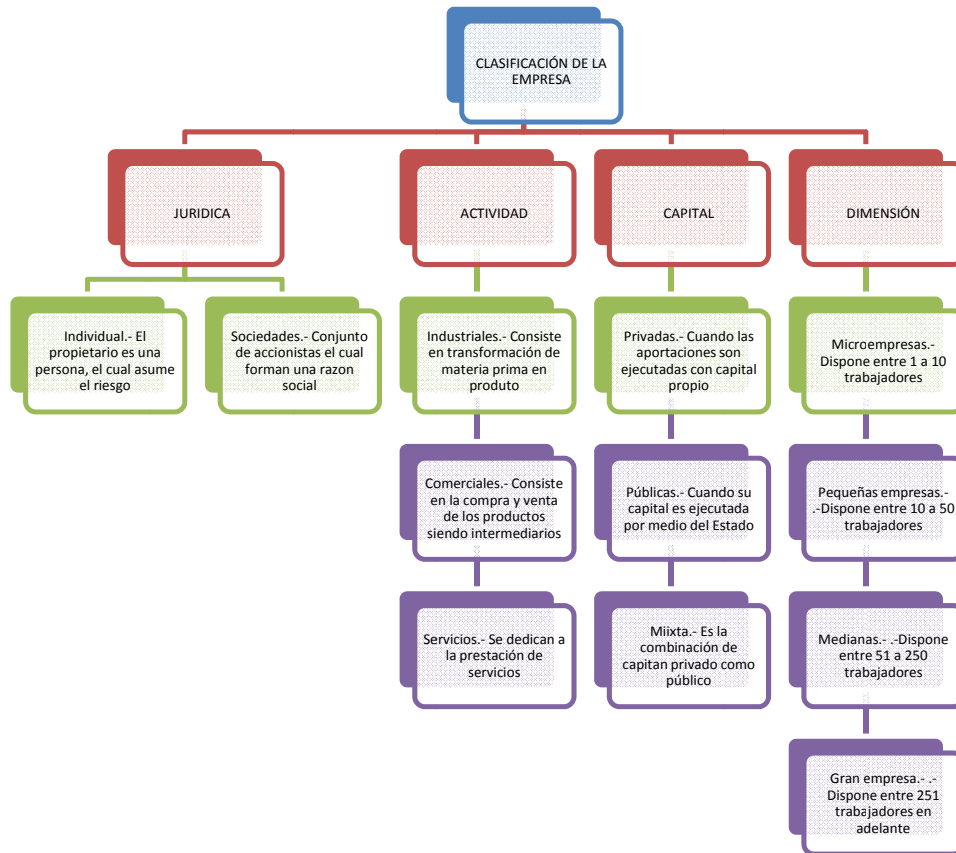 CLASIFICACIÓN DE LA
EMPRESA
JURIDICA
ACTIVIDAD
CAPITAL
DIMENSIÓN
Individual.- El
propietario es una
persona, el cual asume
el riesgo
Sociedades.- Conjunto
de accionistas el cual
forman una razon
social
Industriales.- Consiste
en transformación de
materia prima en
produto
Privadas.- Cuando las
aportaciones son
ejecutadas con capital
propio
Microempresas.-
Dispone entre 1 a 10
trabajadores
Comerciales.- Consiste
en la compra y venta
de los productos
siendo intermediarios
Públicas.- Cuando su
capital es ejecutada
por medio del Estado
Pequeñas empresas.-
.-Dispone entre 10 a 50
trabajadores
Servicios.- Se dedican a
la prestación de
servicios
Miixta.- Es la
combinación de
capitan privado como
público
Medianas.- .-Dispone
entre 51 a 250
trabajadores
Gran empresa.- .-
Dispone entre 251
trabajadores en
adelante